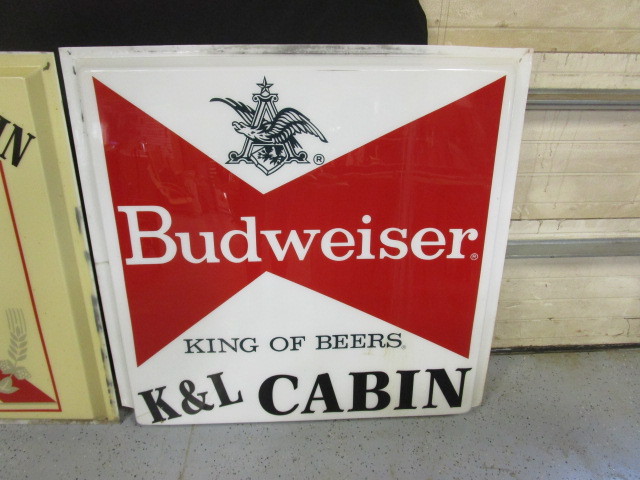 Budweiser®
KING OF BEERS®
K&L CABIN